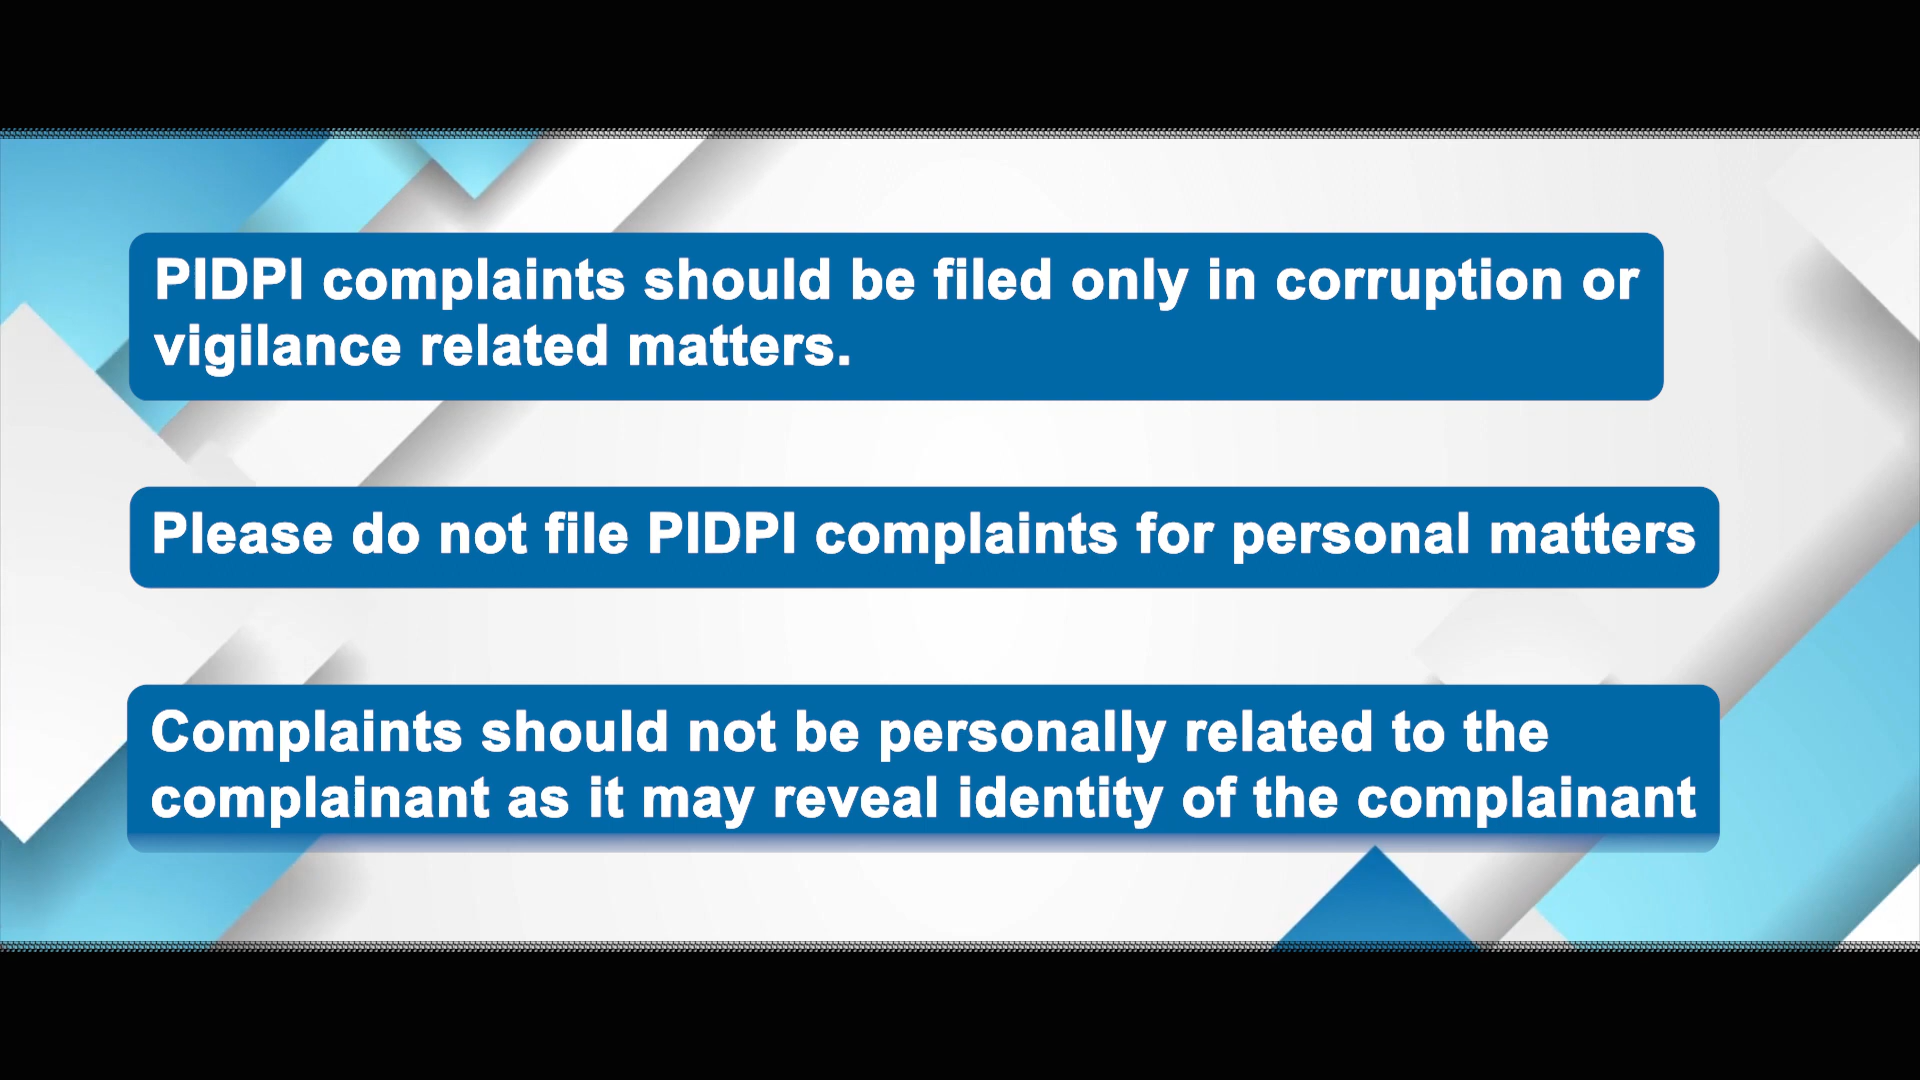 PIDPI complaints should be filed only in corruption or
vigilance related matters.
Please do not file PIDPI complaints for personal matters
Complaints should not be personally related to the
complainant as it may reveal identity of the complainant